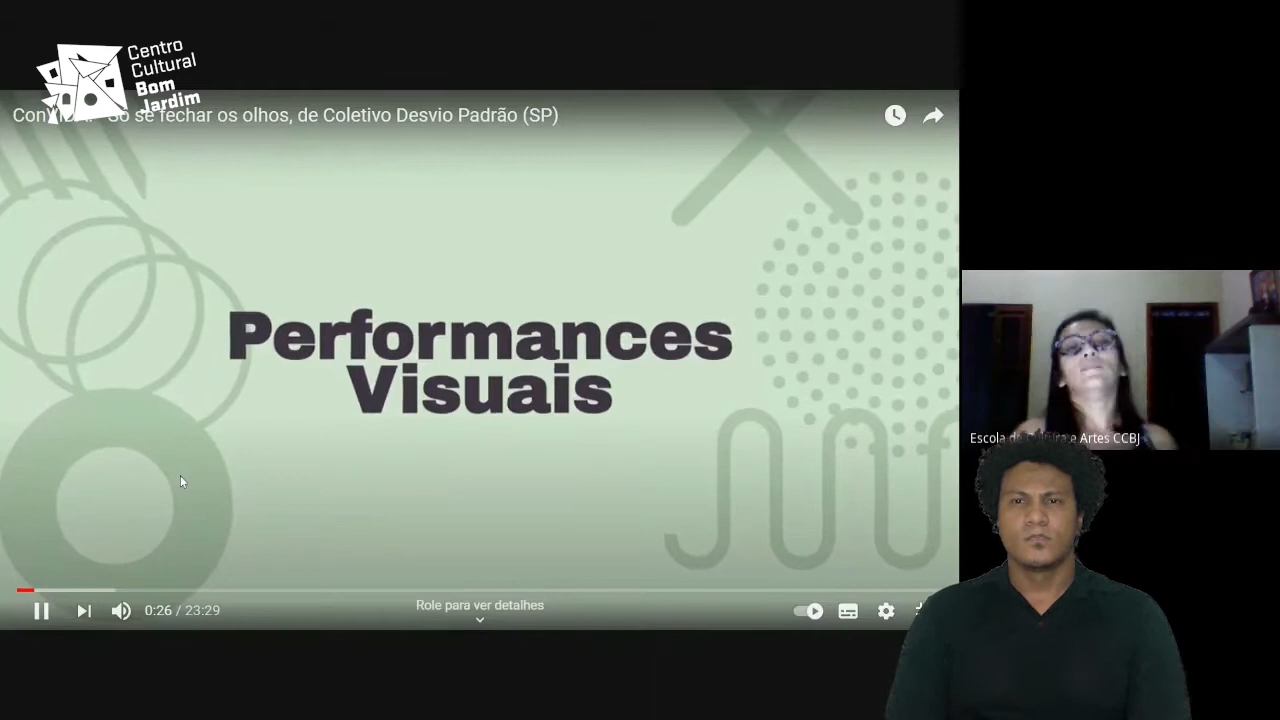 Centro
Cultural
Bom
Jardim
se fechar os olhos, de Coletivo Desvio Padrão (SP)
Performances
Visuais
Role para ver detalhes
0:26 / 23:29
Escola de e Artes CCBJ